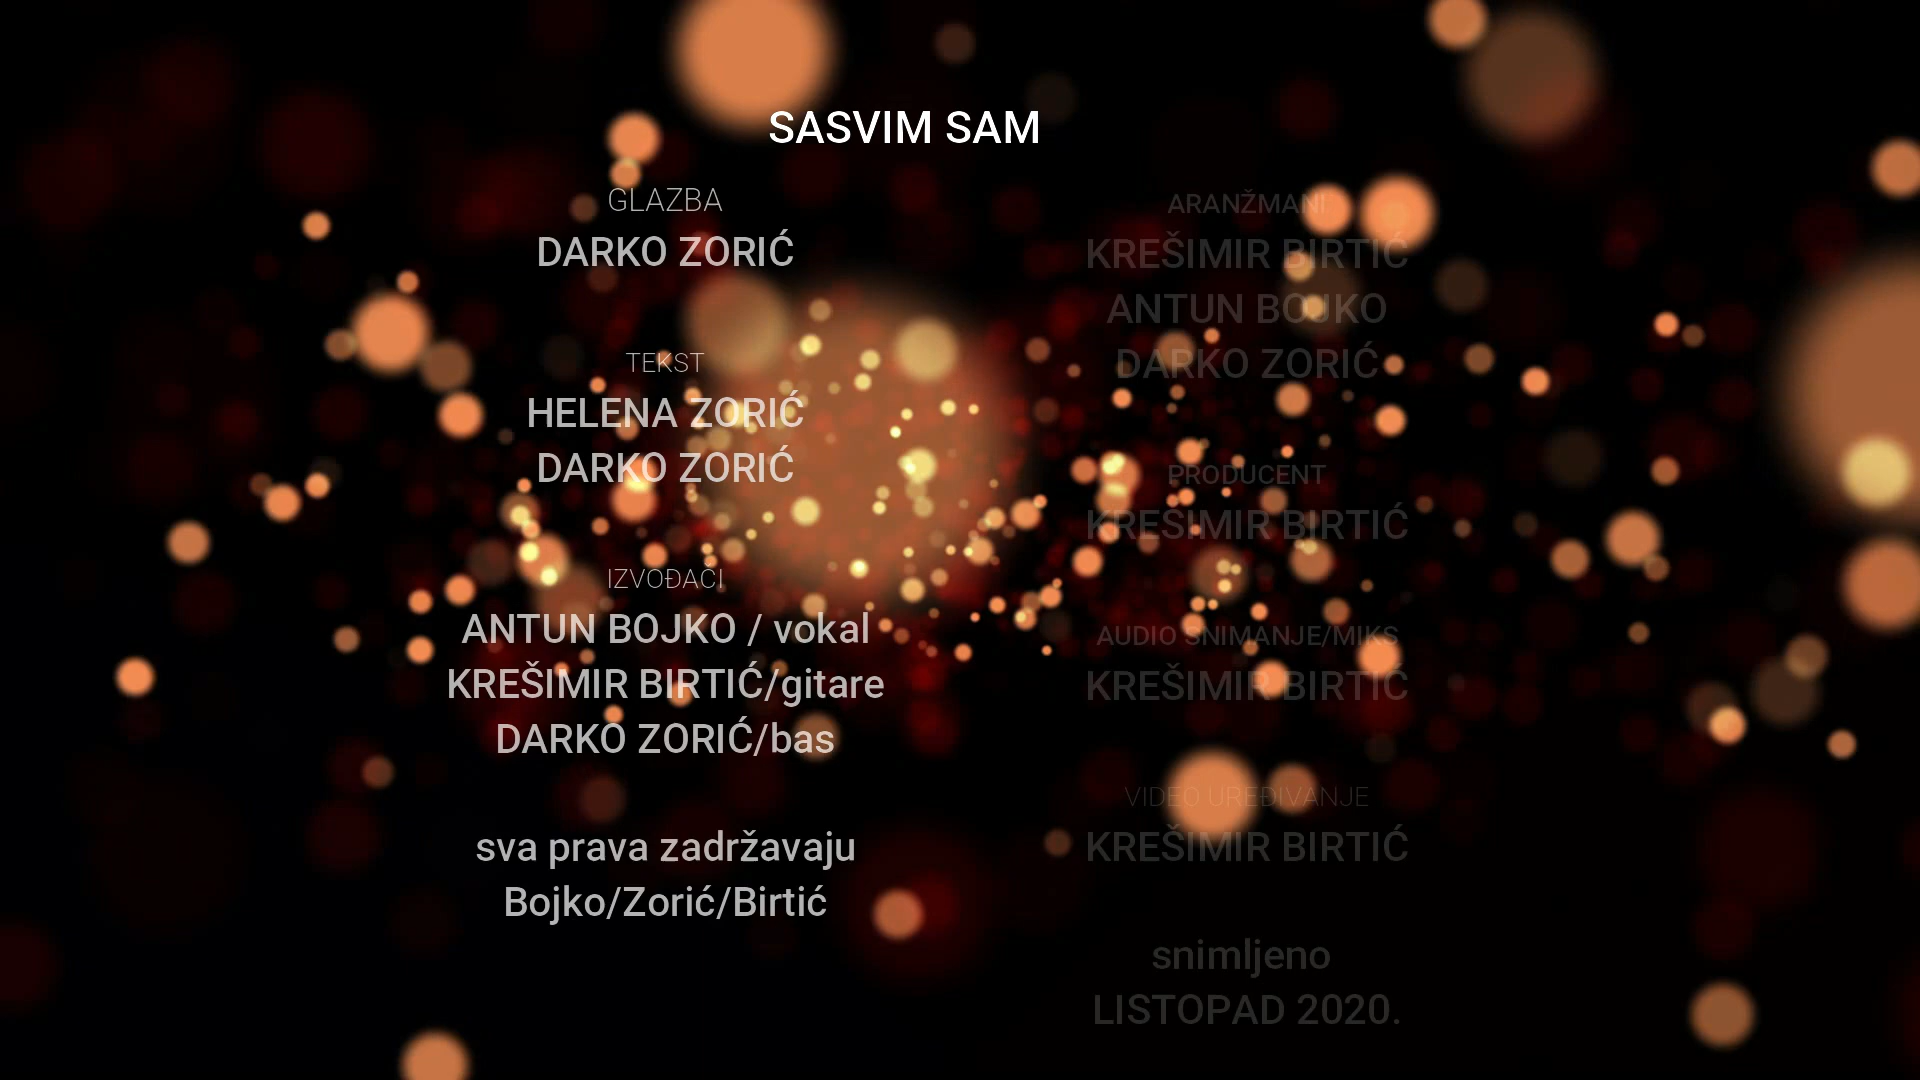 SASVIM SAM
GLAZBA
DARKO ZORIĆ
TEKST
HELENA ZORIĆ
DARKO ZORIĆ
IZVOĐAČI
ANTUN BOJKO / vokal
KREŠIMIR BIRTIĆ/gitare
DARKO ZORIĆ/bas
sva prava zadržavaju
Bojko/Zorić/Birtić
ARANŽMANI
KREŠIMIR BIRTIĆ
ANTUN BOJKO
DARKO ZORIĆ
PRODUCENT
KREŠIMIR BIRTIĆ
AUDIO SNIMANJE/MIKS
KREŠIMIR BIRTIĆ
VIDEO UREĐIVANJE
KREŠIMIR BIRTIĆ
snimljeno
LISTOPAD 2020.